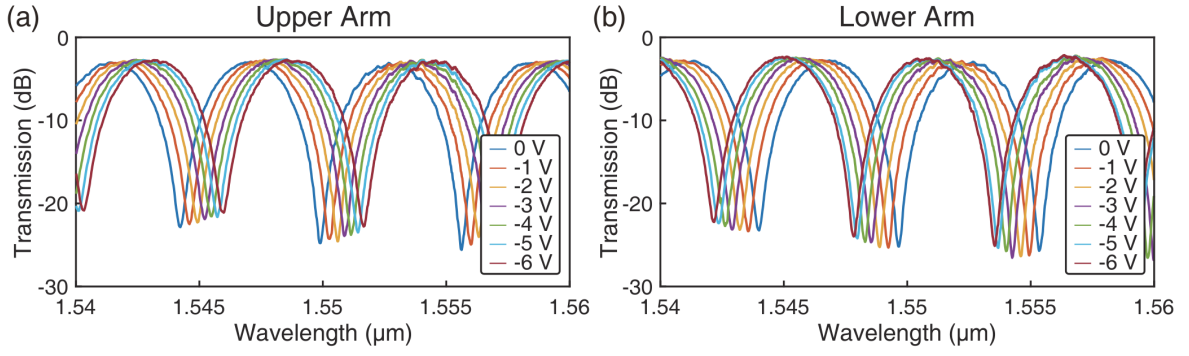 (a) Upper Arm
0
-10
-20
-30
Transmission (dB)
1.54 1.545 1.55 1.555 1.56
Wavelength (μm)
0 V
-1 V
-2 V
-3 V
-4 V
-5 V
-6 V
(b) Lower Arm
0
-10
-20
-30
Transmission (dB)
1.54 1.545 1.55 1.555 1.56
Wavelength (μm)
0 V
-1 V
-2 V
-3 V
-4 V
-5 V
-6 V